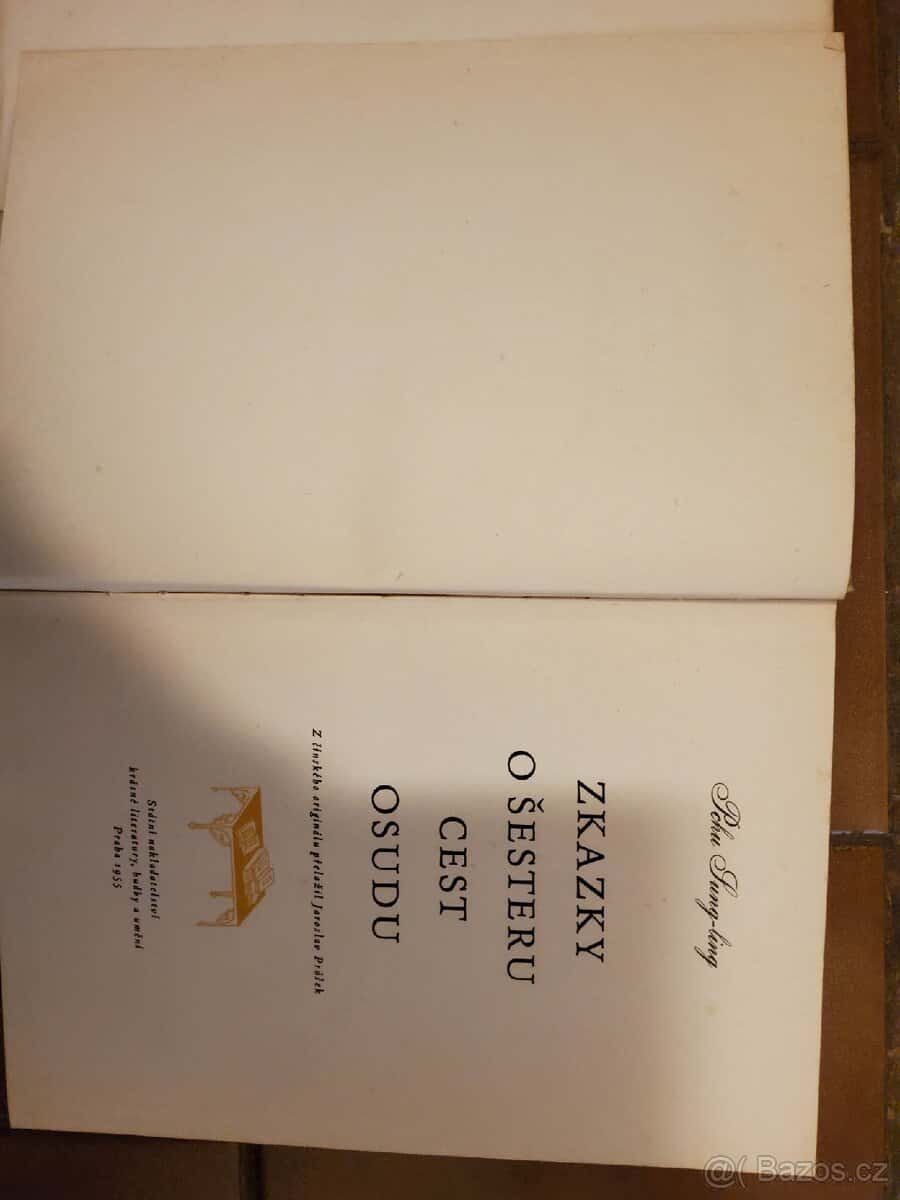 Pchu Sung-ling
ZKAZKY
O ŠESTERU
CEST
OSUDU
Z čínského originálu přeložil Jaroslav Průšek
Státní nakladatelství
krásné literatury, hudby a umění
Praha 1955
@( Bazos.cz